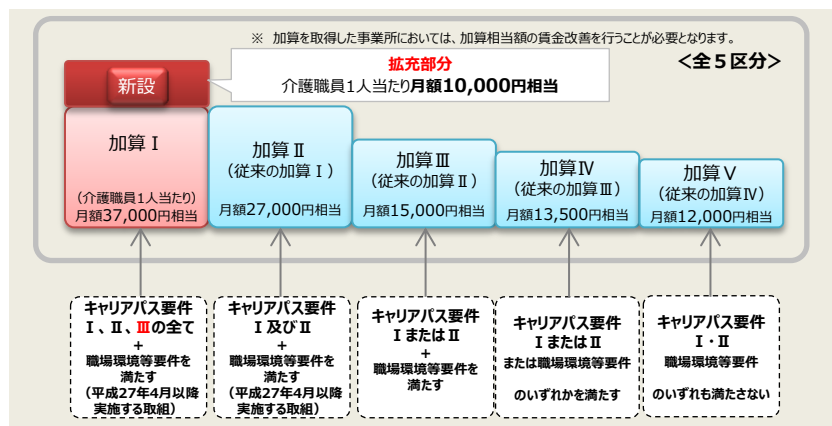 ※ 加算を取得した事業所においては、加算相当額の賃金改善を行うことが必要となります。
<全5区分>
拡充部分
介護職員1人当たり月額10,000円相当
新設
加算Ⅰ
(介護職員1人当たり)
月額37,000円相当
加算Ⅱ
(従来の加算Ⅰ)
月額27,000円相当
加算Ⅲ
(従来の加算Ⅱ)
月額15,000円相当
加算Ⅳ
(従来の加算Ⅲ)
月額13,500円相当
加算Ⅴ
(従来の加算Ⅳ)
月額12,000円相当
キャリアパス要件
Ⅰ、Ⅱ、Ⅲの全て
+
職場環境等要件を
満たす
(平成27年4月以降
実施する取組)
キャリアパス要件
Ⅰ及びⅡ
+
職場環境等要件を
満たす
(平成27年4月以降
実施する取組)
キャリアパス要件
ⅠまたはⅡ
+
職場環境等要件を
満たす
キャリアパス要件
ⅠまたはⅡ
または職場環境等要件
のいずれかを満たす
キャリアパス要件
Ⅰ・Ⅱ
職場環境等要件
のいずれも満たさない